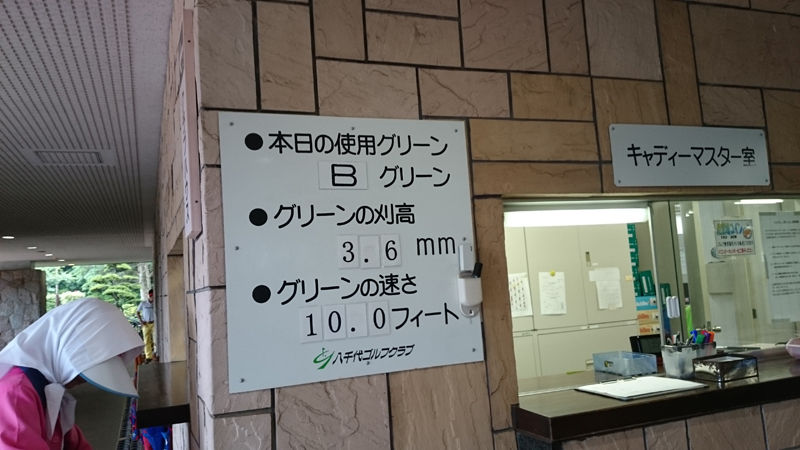 ●本日の使用グリーン
B グリーン
●グリーンの刈高
3.6 mm
●グリーンの速さ
10.0フィート
八千代ゴルフクラブ
キャディーマスター室